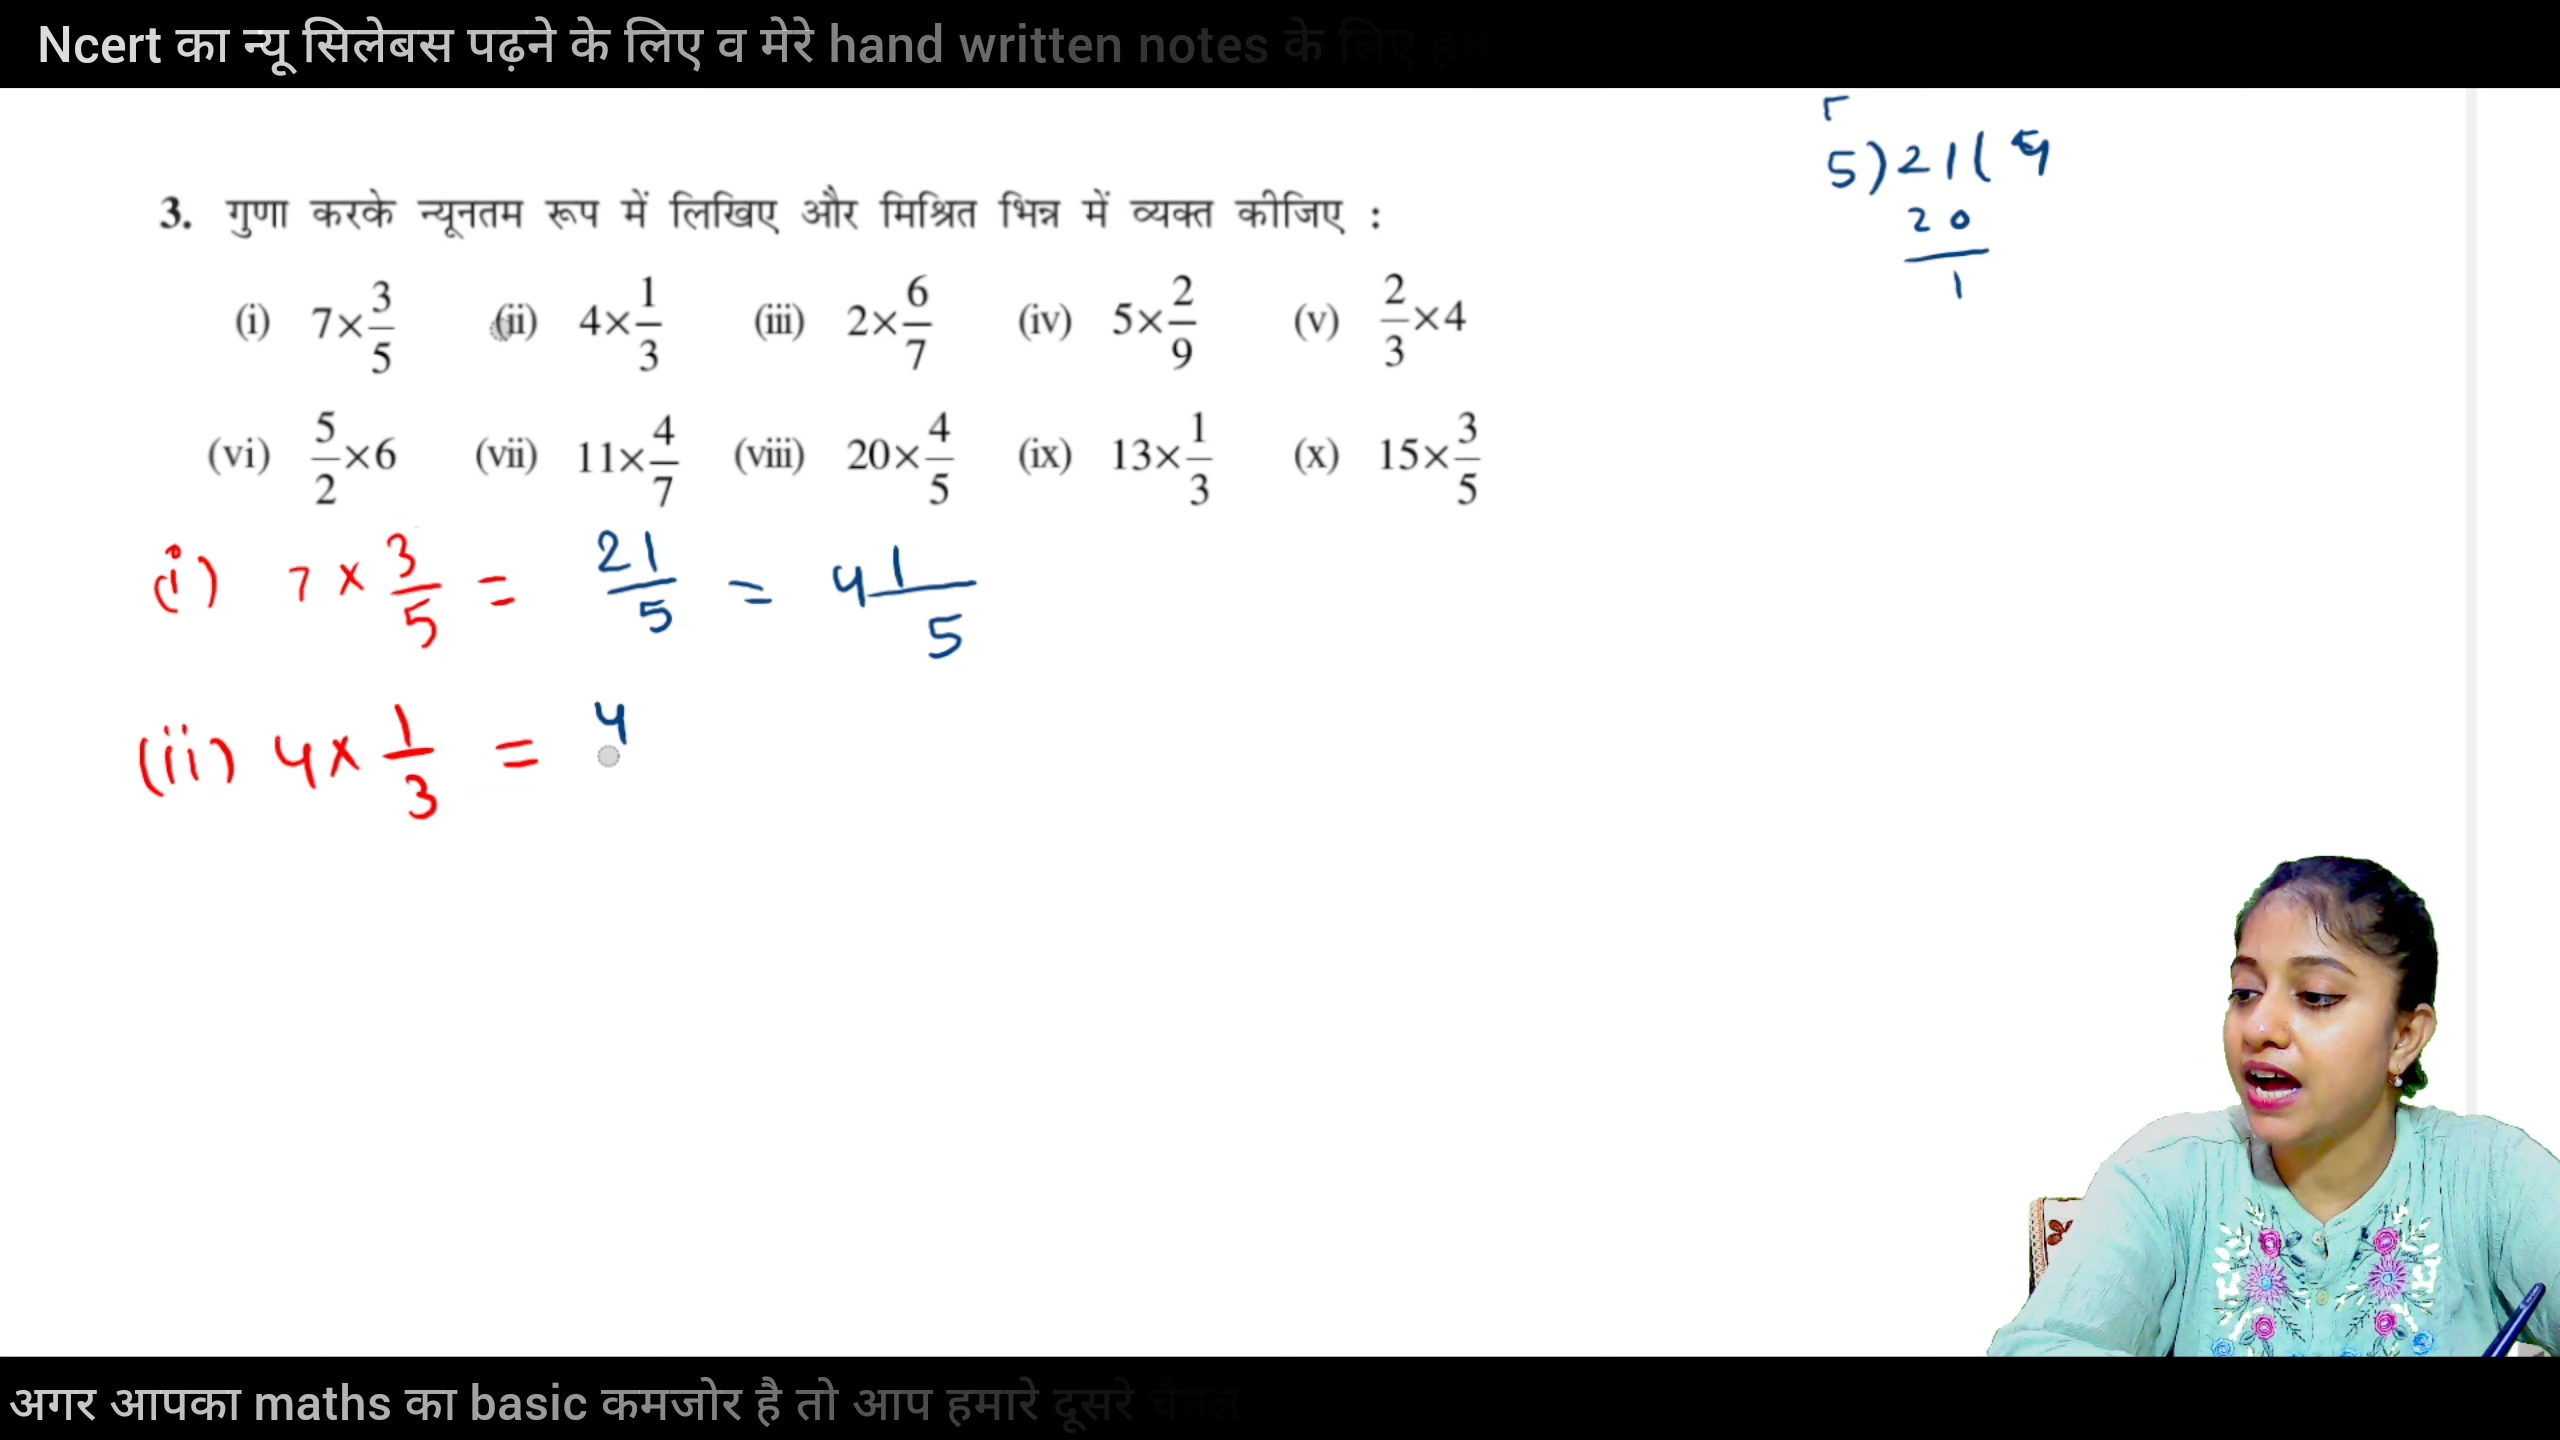 Ncert का न्यू सिलेबस पढ़ने के लिए व मेरे hand written notes के लिए हमा
3. गुणा करके न्यूनतम रूप में लिखिए और मिश्रित भिन्न में व्यक्त कीजिए :
(i) 7×3/5 (ii) 4×1/3 (iii) 2×6/7 (iv) 5×2/9 (v) 2/3×4
(vi) 5/2×6 (vii) 11×4/7 (viii) 20×4/5 (ix) 13×1/3 (x) 15×3/5
5)21(4
20
1
(i) 7 × 3/5 = 21/5 = 4 1/5
(ii) 4 × 1/3 = 4
अगर आपका maths का basic कमजोर है तो आप हमारे दूसरे चैनल